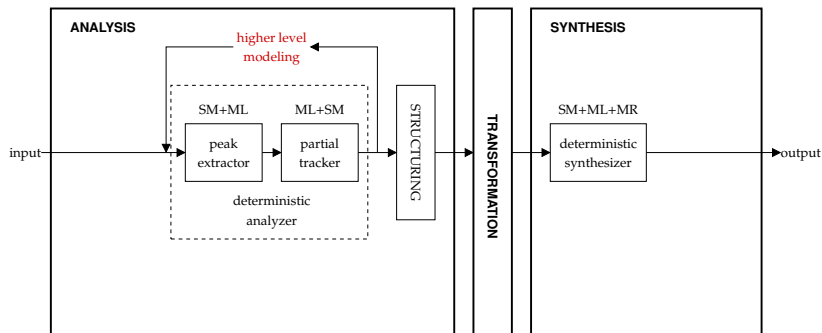 ANALYSIS
SYNTHESIS
higher level
modeling
SM+ML
ML+SM
SM+ML+MR
input
peak
extractor
partial
tracker
STRUCTURING
TRANSFORMATION
deterministic
synthesizer
output
deterministic
analyzer